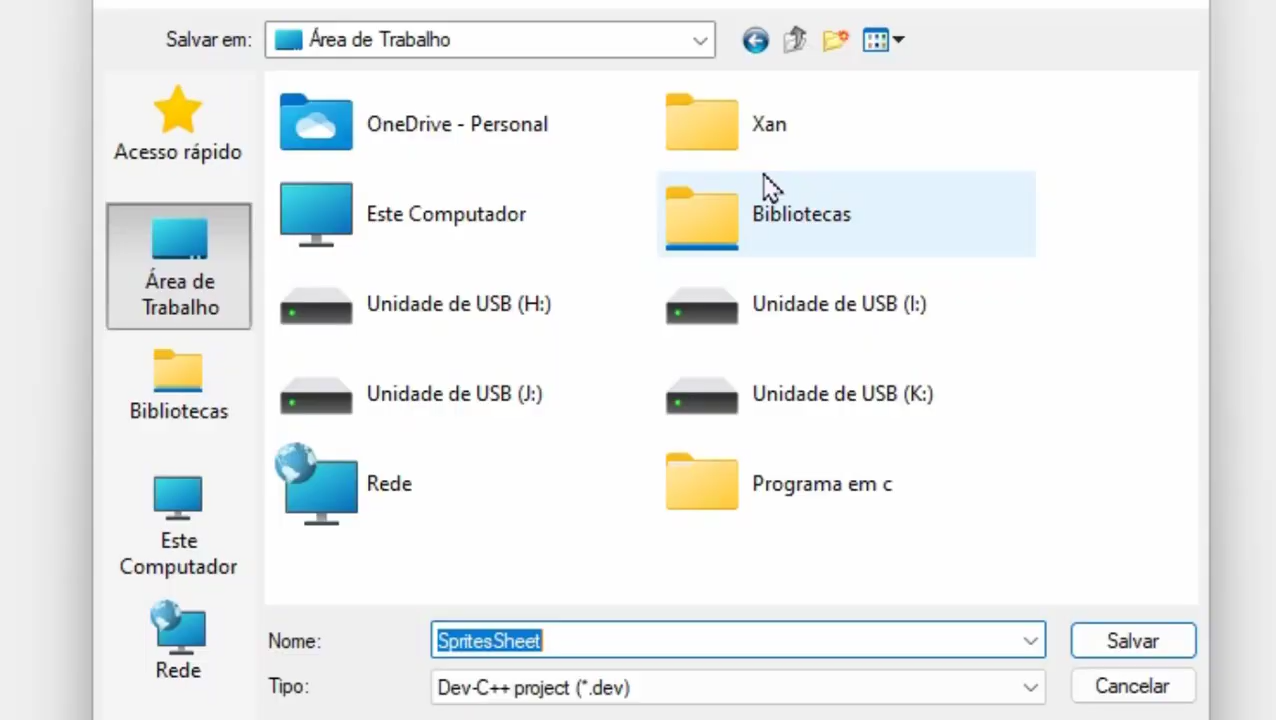 Salvar em:
Área de Trabalho
Acesso rápido
Área de
Trabalho
Bibliotecas
Este
Computador
Rede
OneDrive - Personal
Xan
Este Computador
Bibliotecas
Unidade de USB (H:)
Unidade de USB (I:)
Unidade de USB (J:)
Unidade de USB (K:)
Rede
Programa em c
Nome:
SpritesSheet
Salvar
Tipo:
Dev-C++ project (*.dev)
Cancelar